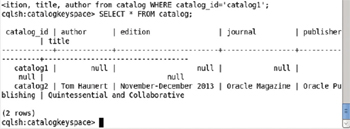 <ition, title, author from catalog WHERE catalog_id='catalog1';
cqlsh:catalogkeyspace> SELECT * FROM catalog;
catalog_id | author | edition | journal | publisher
| title
------------+-------------+-----------------------+-----------------+----------
catalog1 | null | null | null |
null | null
catalog2 | Tom Haunert | November-December 2013 | Oracle Magazine | Oracle Pu
blishing | Quintessential and Collaborative
(2 rows)
cqlsh:catalogkeyspace>